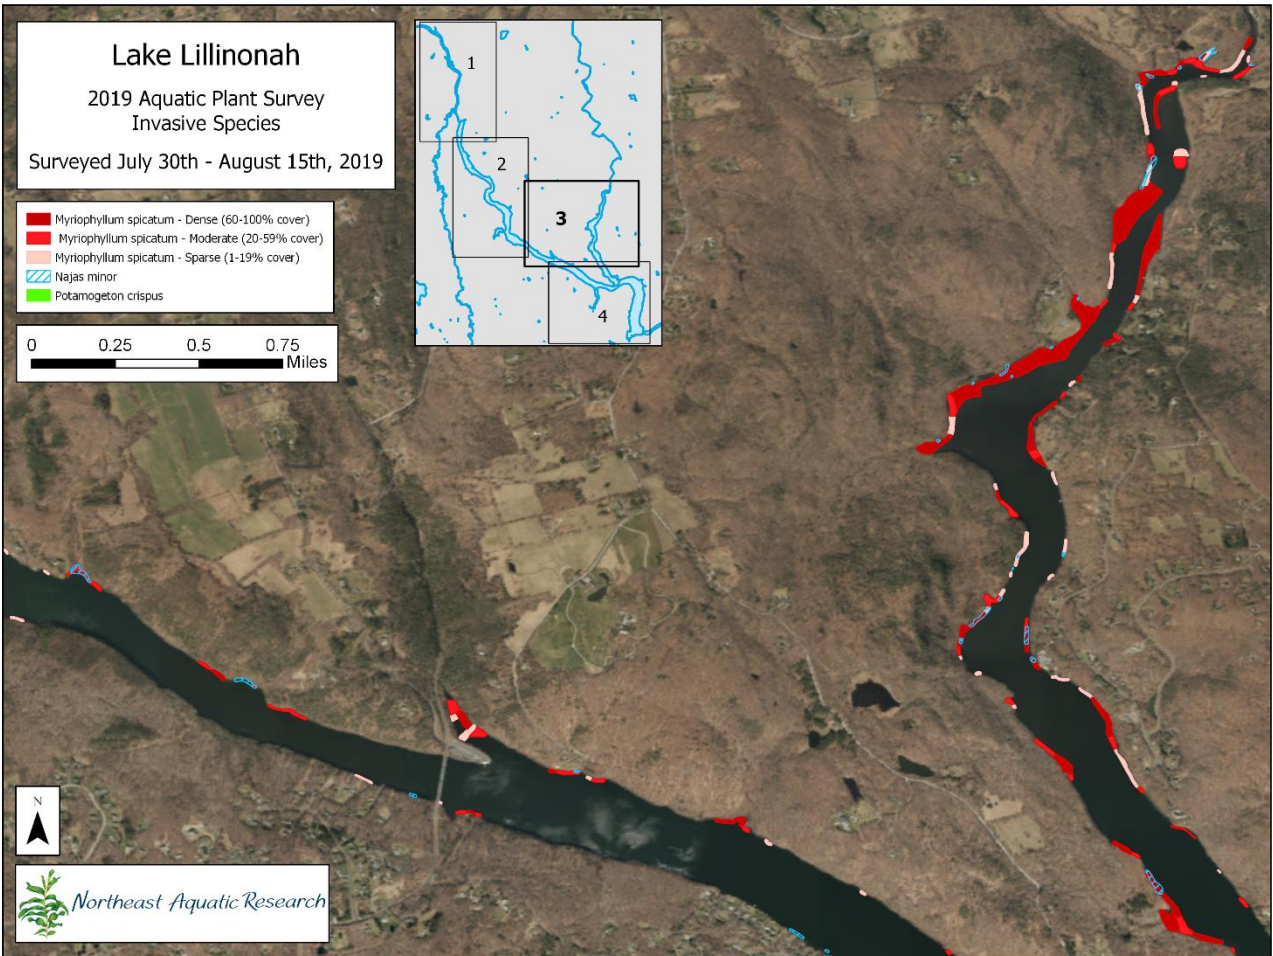 Lake Lillinonah
2019 Aquatic Plant Survey
Invasive Species
Surveyed July 30th - August 15th, 2019
Myriophyllum spicatum - Dense (60-100% cover)
Myriophyllum spicatum - Moderate (20-59% cover)
Myriophyllum spicatum - Sparse (1-19% cover)
Najas minor
Potamogeton crispus
0 0.25 0.5 0.75
Miles
1
2
3
4
N
Northeast Aquatic Research